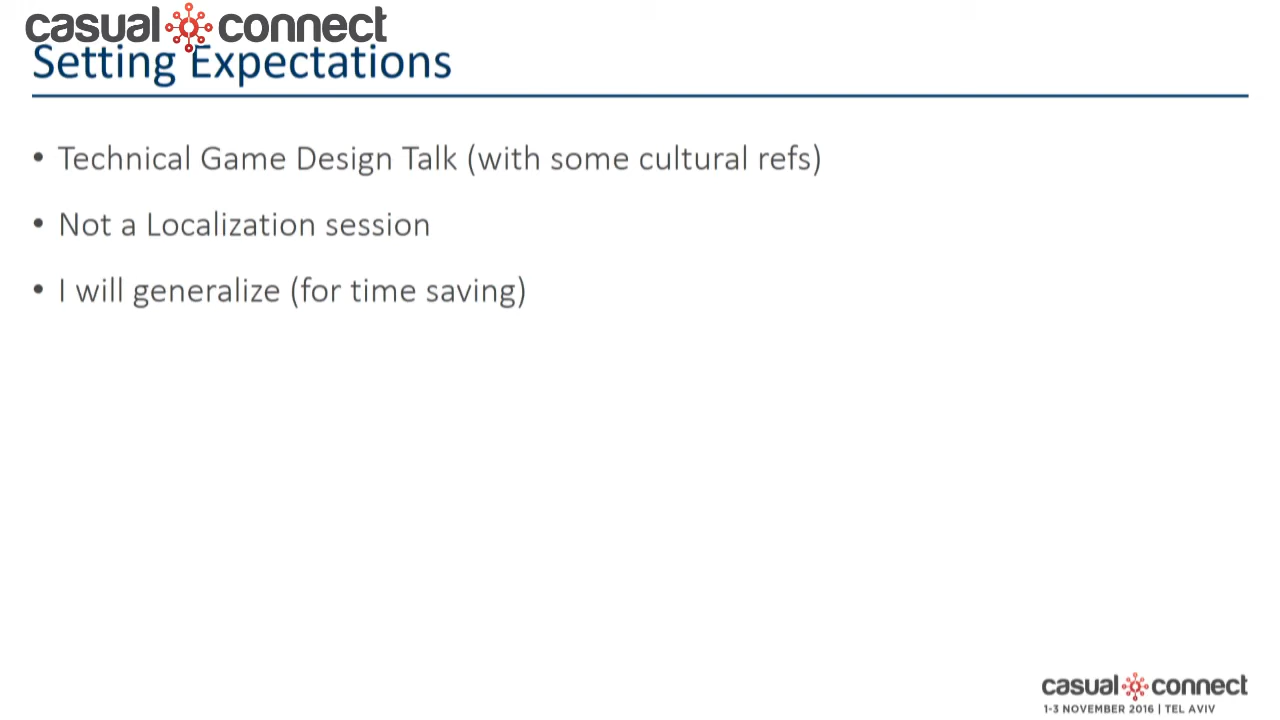 casual connect
Setting Expectations
• Technical Game Design Talk (with some cultural refs)
• Not a Localization session
• I will generalize (for time saving)
casual connect
1-3 NOVEMBER 2016 | TEL AVIV